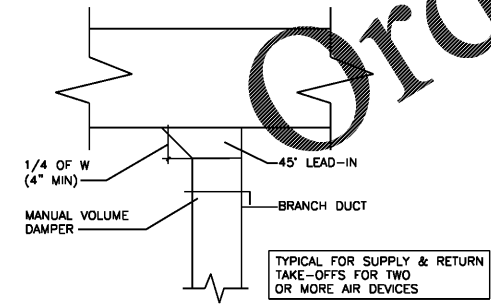 Ord
1/4 OF W
(4" MIN)
45° LEAD-IN
MANUAL VOLUME
DAMPER
BRANCH DUCT
TYPICAL FOR SUPPLY & RETURN
TAKE-OFFS FOR TWO
OR MORE AIR DEVICES